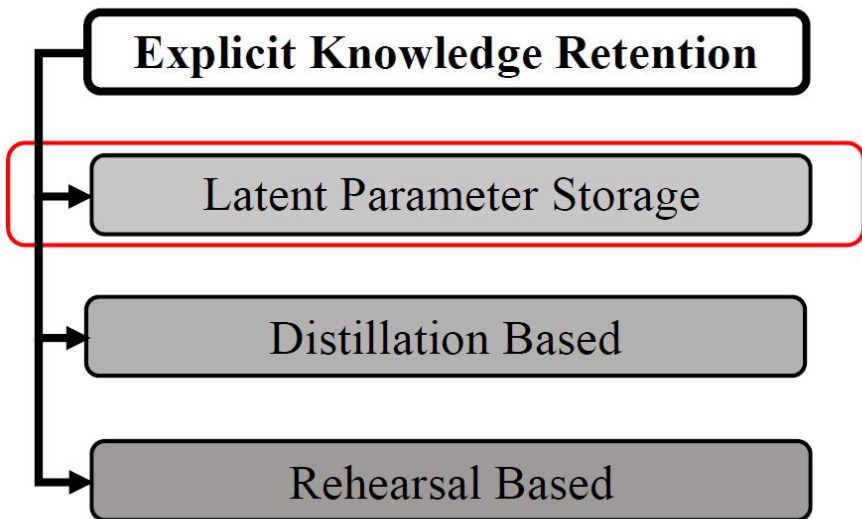 Explicit Knowledge Retention
Latent Parameter Storage
Distillation Based
Rehearsal Based